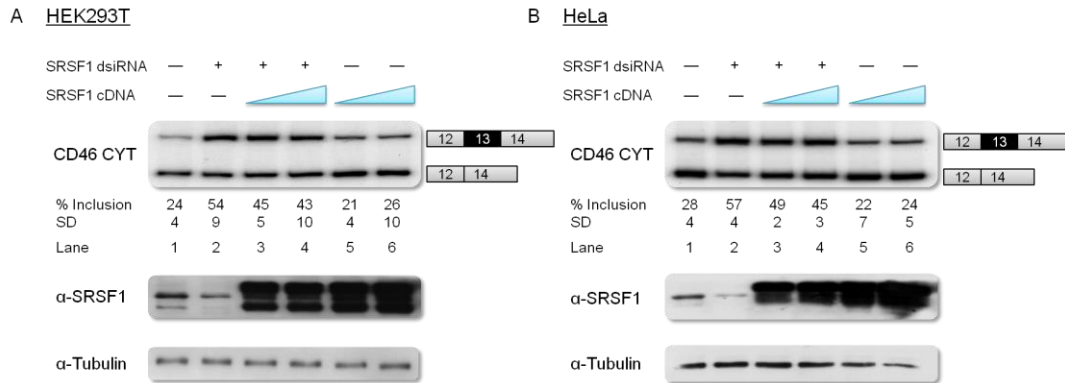 A HEK293T
SRSF1 dsiRNA — + + + — —
SRSF1 cDNA — —
CD46 CYT
12 13 14
12 14
% Inclusion 24 54 45 43 21 26
SD 4 9 5 10 4 10
Lane 1 2 3 4 5 6
α-SRSF1
α-Tubulin
B HeLa
SRSF1 dsiRNA — + + + — —
SRSF1 cDNA — —
CD46 CYT
12 13 14
12 14
% Inclusion 28 57 49 45 22 24
SD 4 4 2 3 7 5
Lane 1 2 3 4 5 6
α-SRSF1
α-Tubulin